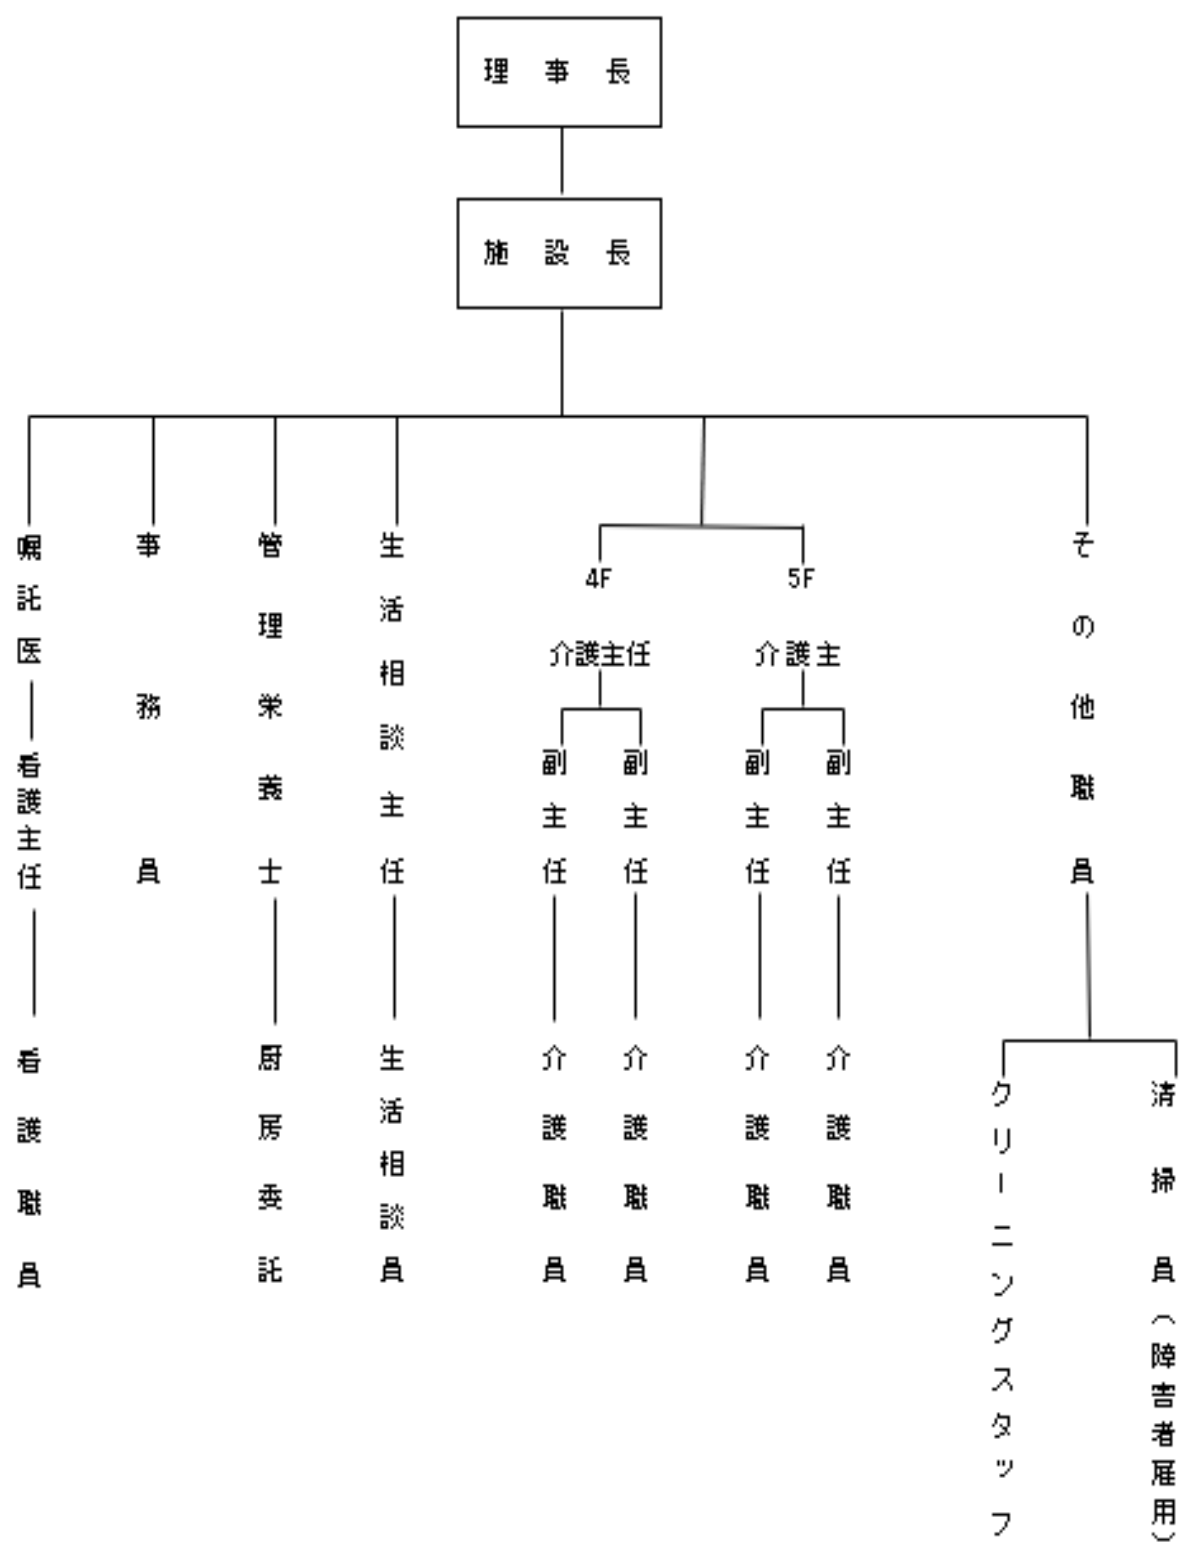 理事長
施設長
嘱託医
看護主任
看護職員
事務員
管理栄養士
厨房委託
生活相談主任
生活相談員
4F
介護主任
副主任
介護職員
副主任
介護職員
5F
介護主
副主任
介護職員
副主任
介護職員
その他職員
クリーニングスタッフ
清掃員(障害者雇用)